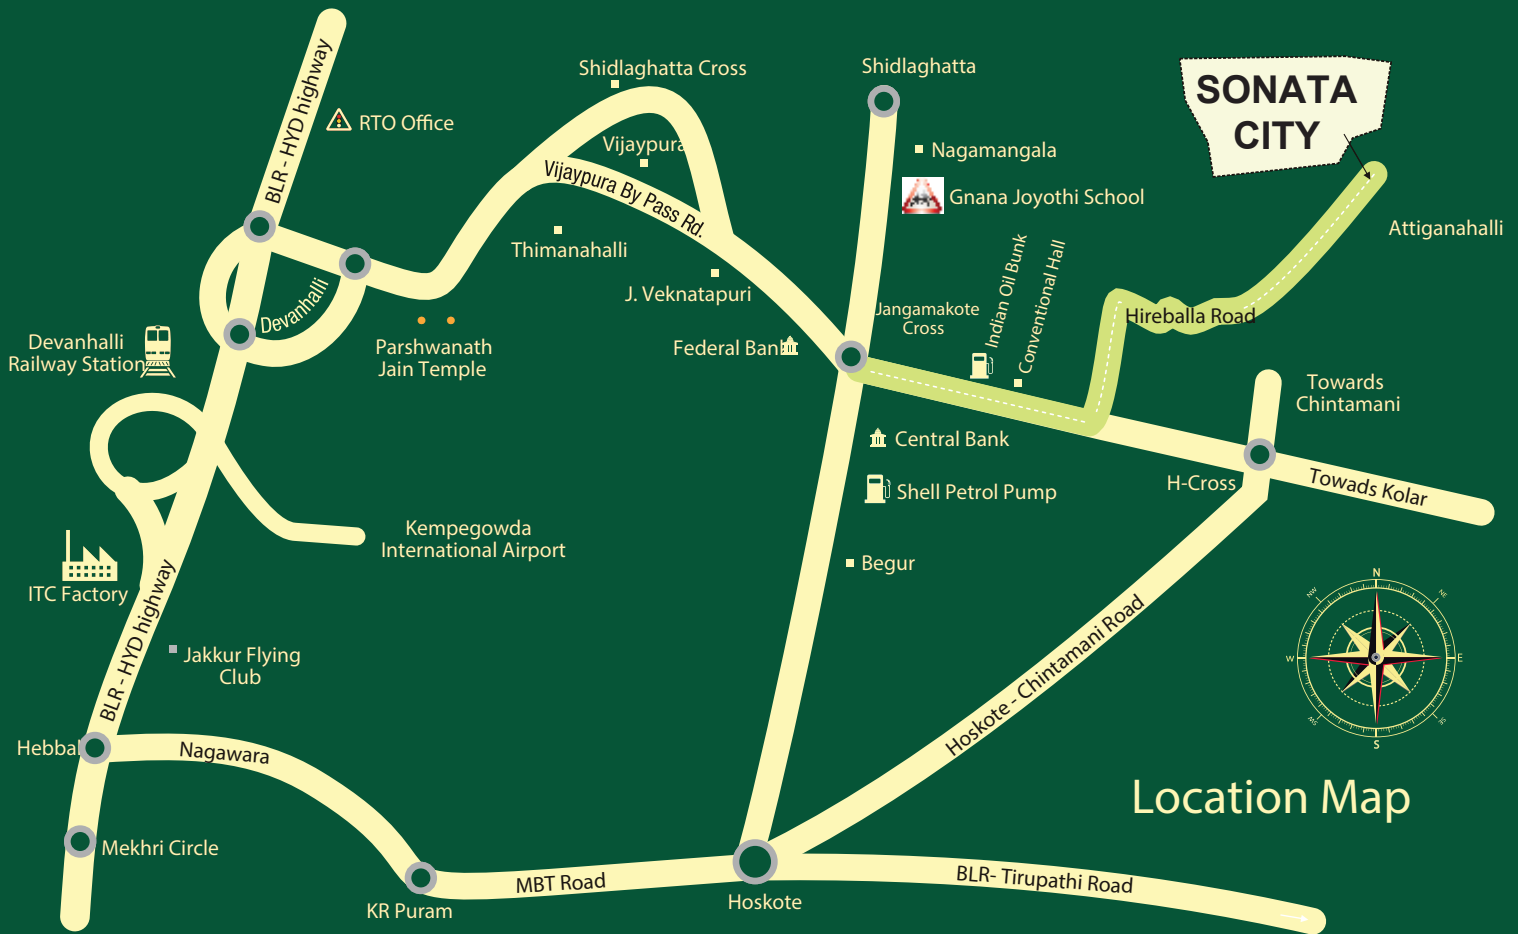 BLR - HYD highway
RTO Office
Shidlaghatta Cross
Vijaypura
Vijaypura By Pass Rd.
Thimanahalli
J. Veknatapuri
Shidlaghatta
Nagamangala
Gnana Joyothi School
SONATA
CITY
Attiganahalli
Indian Oil Bunk
Conventional Hall
Hireballa Road
Jangamakote
Cross
Federal Bank
Devanhalli
Devanhalli
Railway Station
Parshwanath
Jain Temple
Towards
Chintamani
Central Bank
H-Cross
Towads Kolar
Shell Petrol Pump
Kempegowda
International Airport
Begur
ITC Factory
BLR - HYD highway
Jakkur Flying
Club
Hoskote - Chintamani Road
N
NE
E
SE
S
SW
W
NW
Hebbal
Nagawara
Location Map
Mekhri Circle
KR Puram
MBT Road
Hoskote
BLR- Tirupathi Road